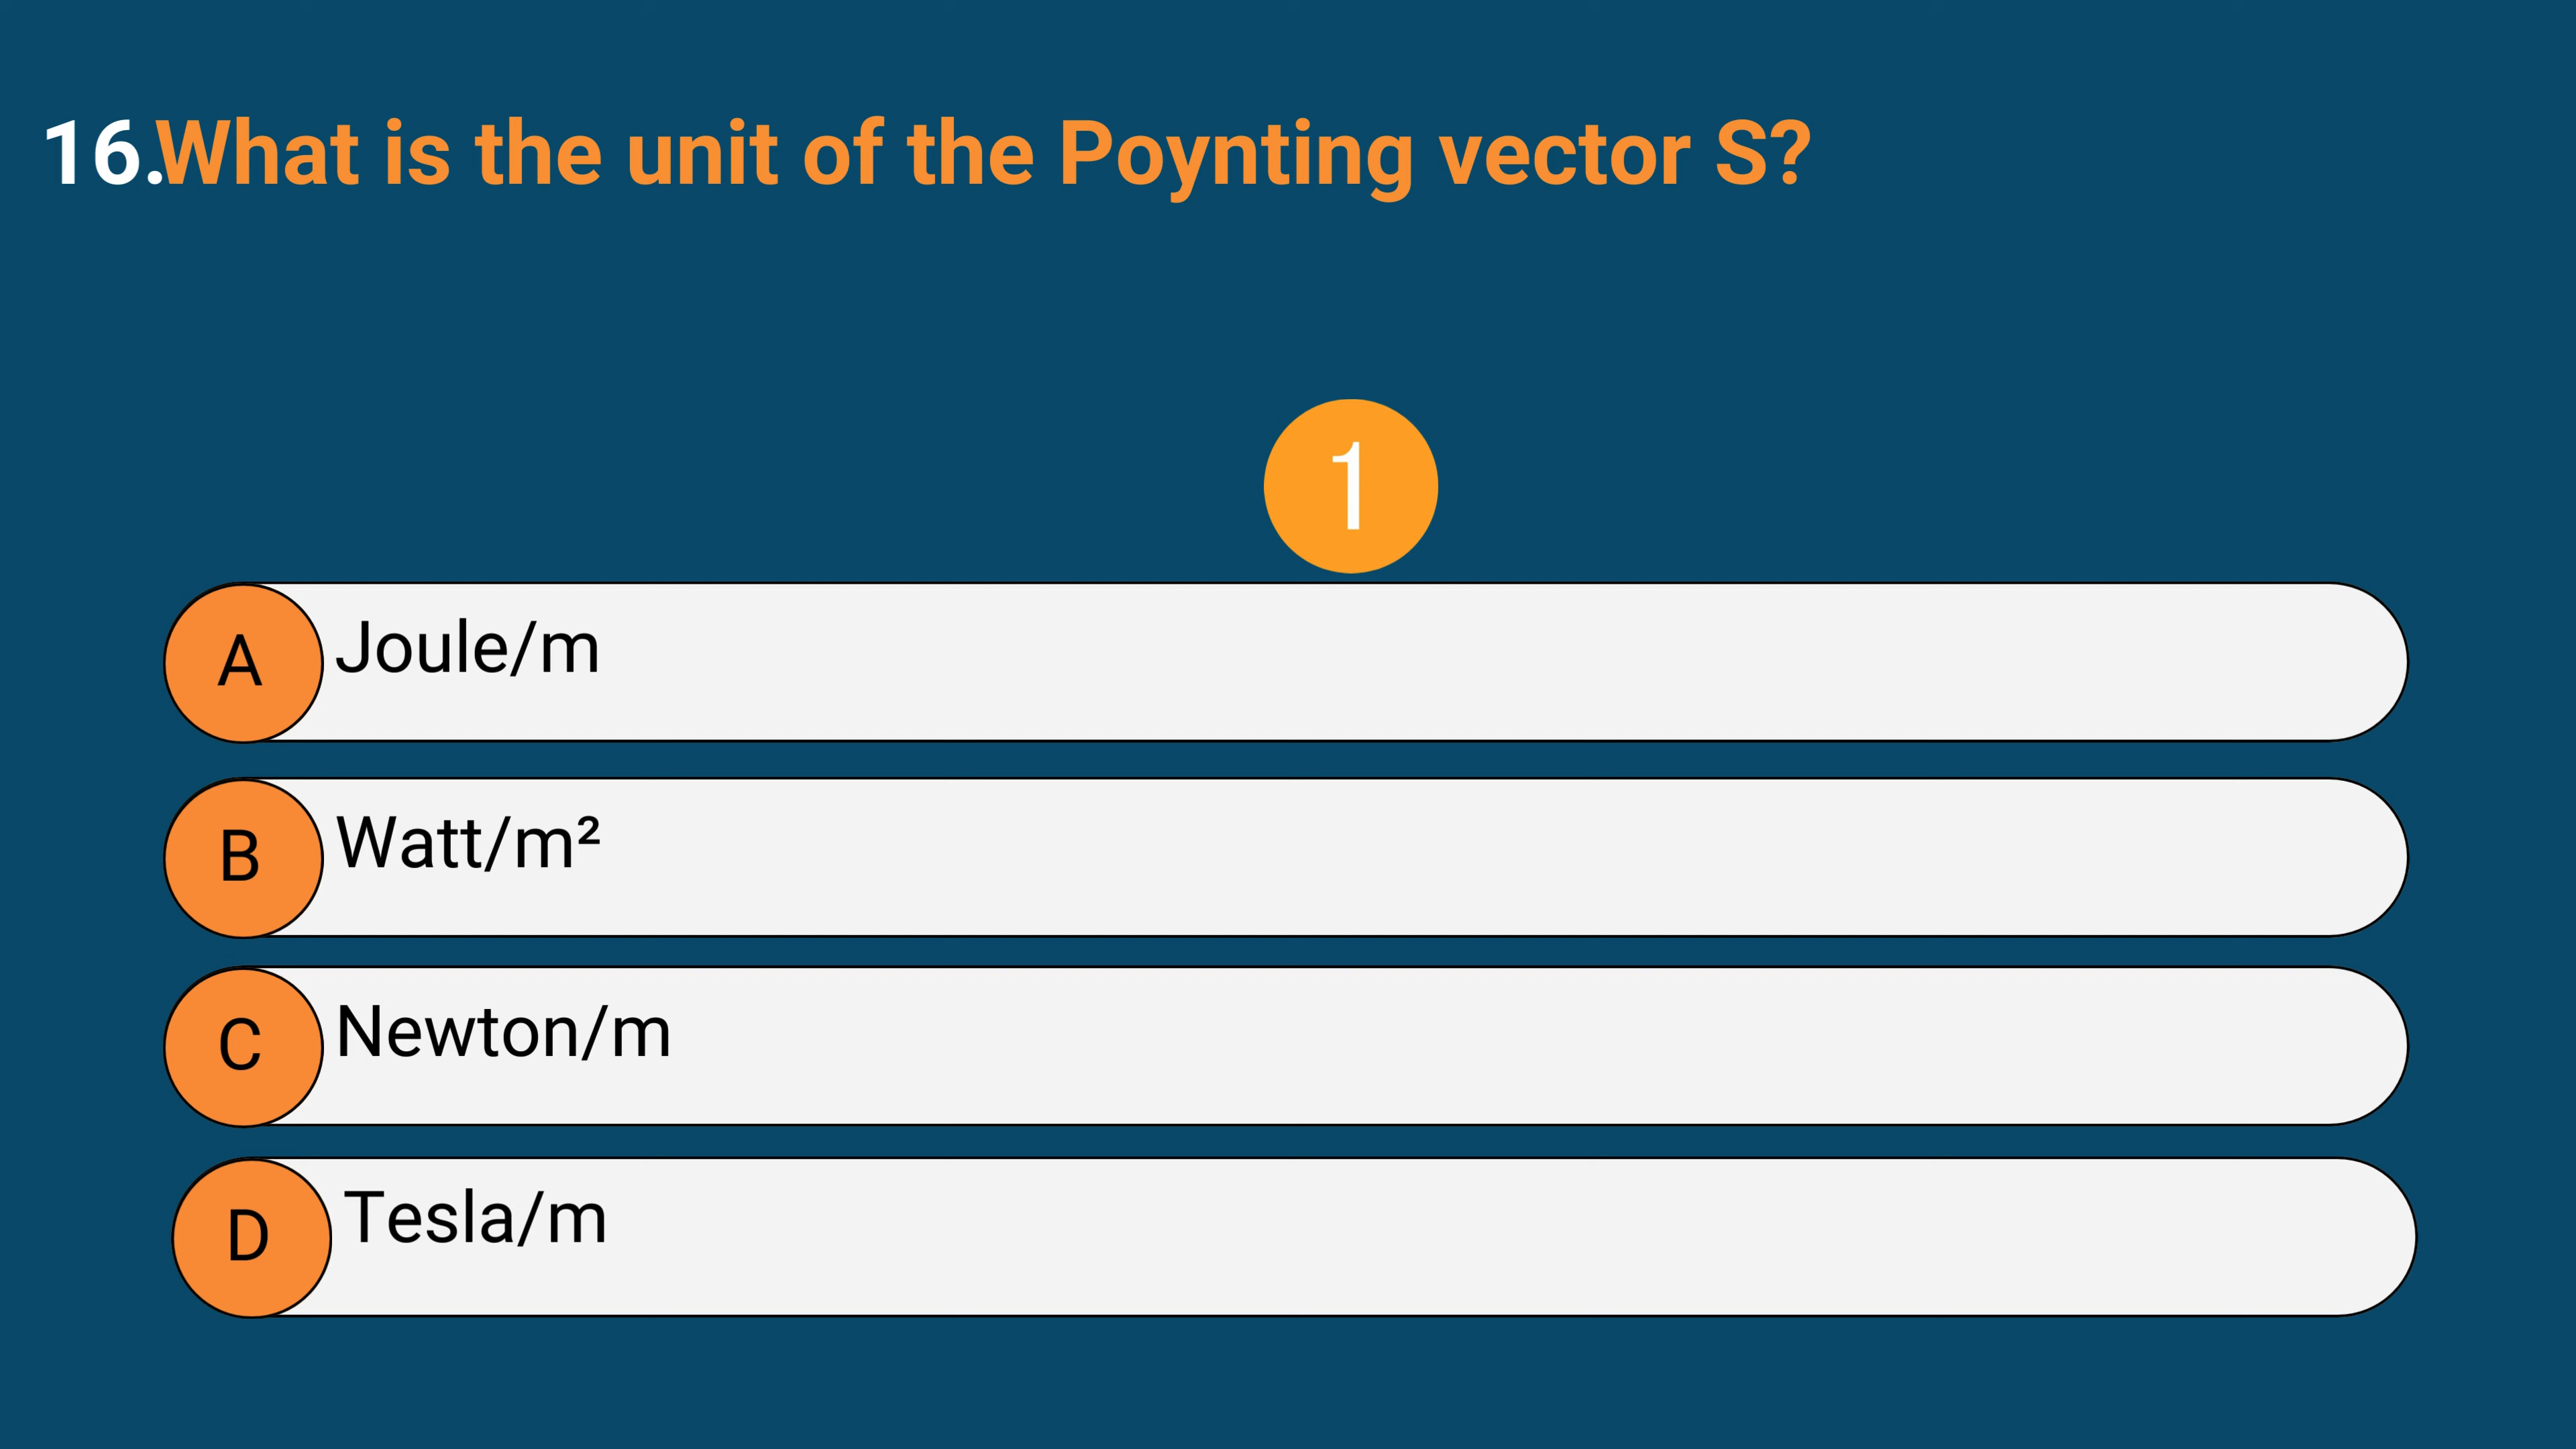 16.What is the unit of the Poynting vector S?
1
A Joule/m
B Watt/m²
C Newton/m
D Tesla/m